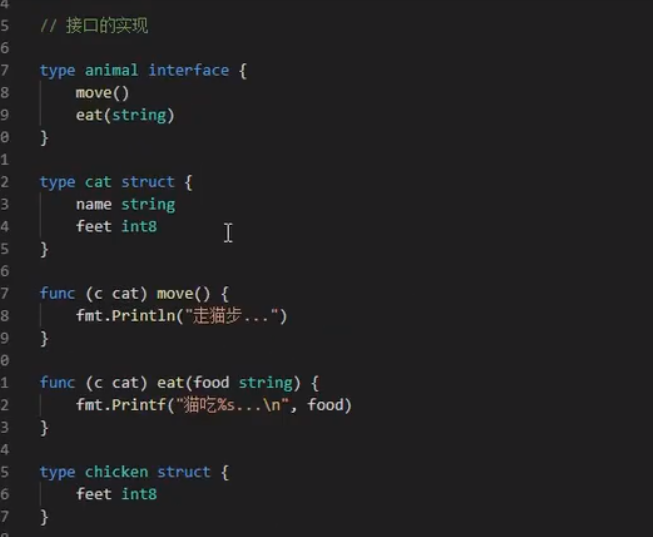 4
5 // 接口的实现
6
7 type animal interface {
8     move()
9     eat(string)
0 }
1
2 type cat struct {
3     name string
4     feet int8
5 }
6
7 func (c cat) move() {
8     fmt.Println("走猫步...")
9 }
0
1 func (c cat) eat(food string) {
2     fmt.Printf("猫吃%s...\n", food)
3 }
4
5 type chicken struct {
6     feet int8
7 }
8